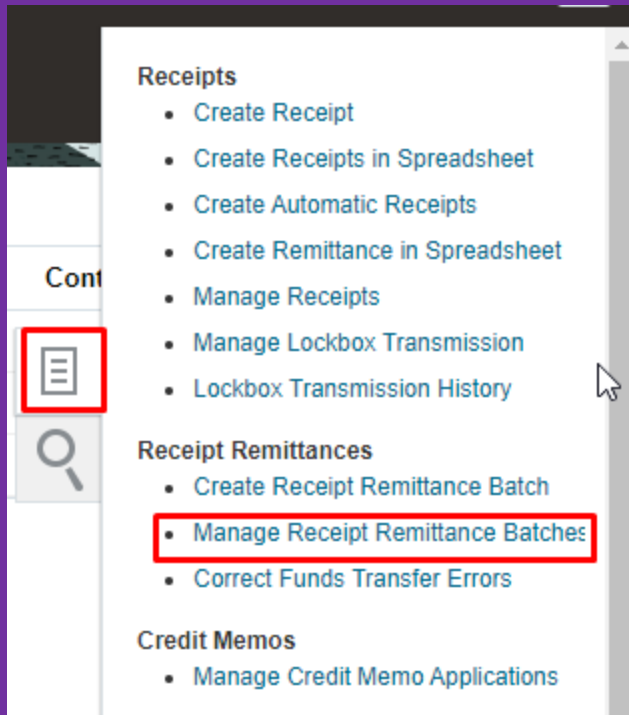 Receipts
Create Receipt
Create Receipts in Spreadsheet
Create Automatic Receipts
Create Remittance in Spreadsheet
Manage Receipts
Manage Lockbox Transmission
Lockbox Transmission History
Receipt Remittances
Create Receipt Remittance Batch
Manage Receipt Remittance Batches
Correct Funds Transfer Errors
Credit Memos
Manage Credit Memo Applications
Cont